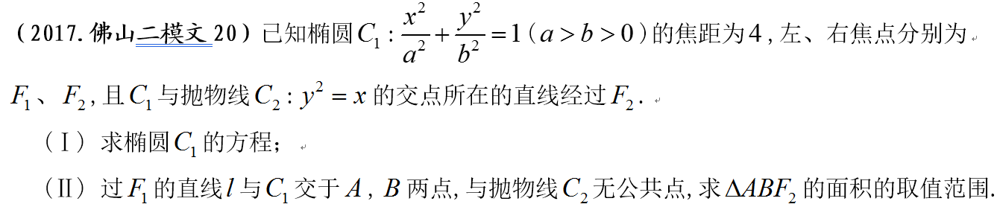 (2017.佛山二模文 20)已知椭圆 $C_1:\frac{x^2}{a^2}+\frac{y^2}{b^2}=1$(a>b>0)的焦距为4,左、右焦点分别为
$F_1$、$F_2$,且$C_1$与抛物线$C_2:y^2=x$的交点所在的直线经过$F_2$.
(Ⅰ)求椭圆$C_1$的方程;
(Ⅱ)过$F_1$的直线$l$与$C_1$交于A,B两点,与抛物线$C_2$无公共点,求$\Delta ABF_2$的面积的取值范围.